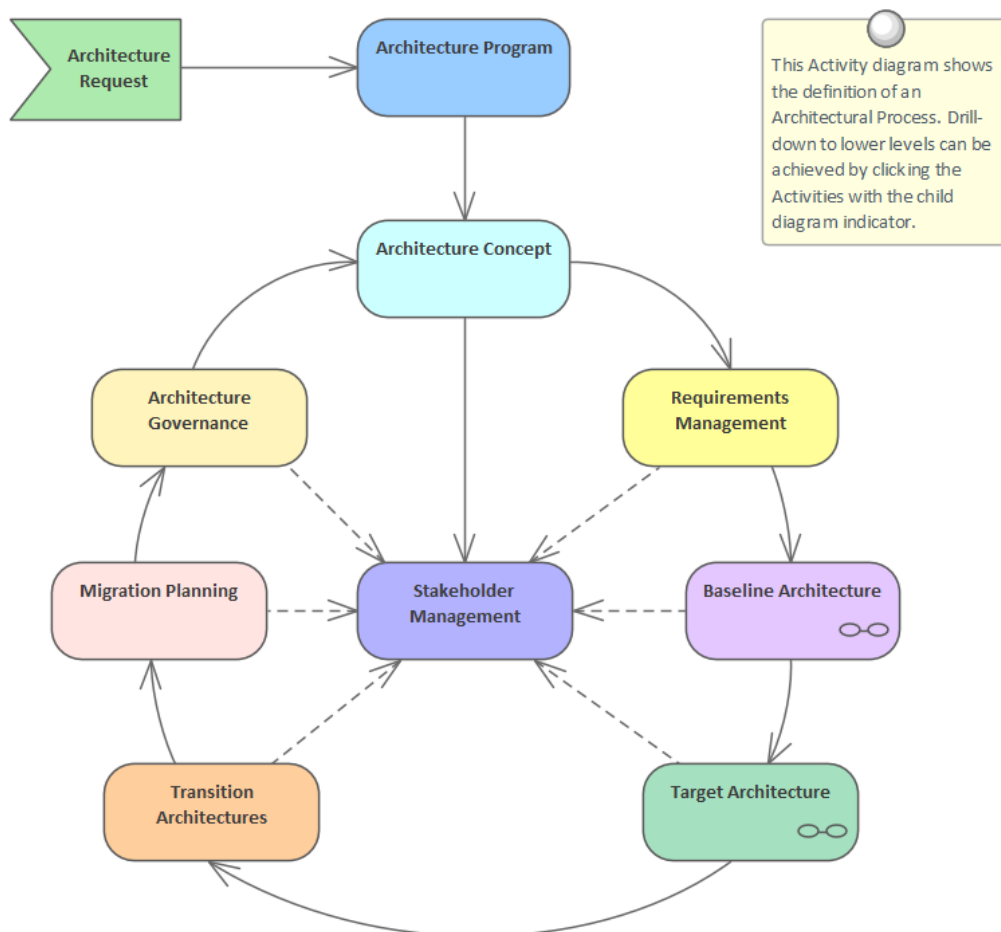 Architecture
Request
Architecture Program
This Activity diagram shows
the definition of an
Architectural Process. Drill-
down to lower levels can be
achieved by clicking the
Activities with the child
diagram indicator.
Architecture Concept
Architecture
Governance
Requirements
Management
Migration Planning
Stakeholder
Management
Baseline Architecture
Transition
Architectures
Target Architecture